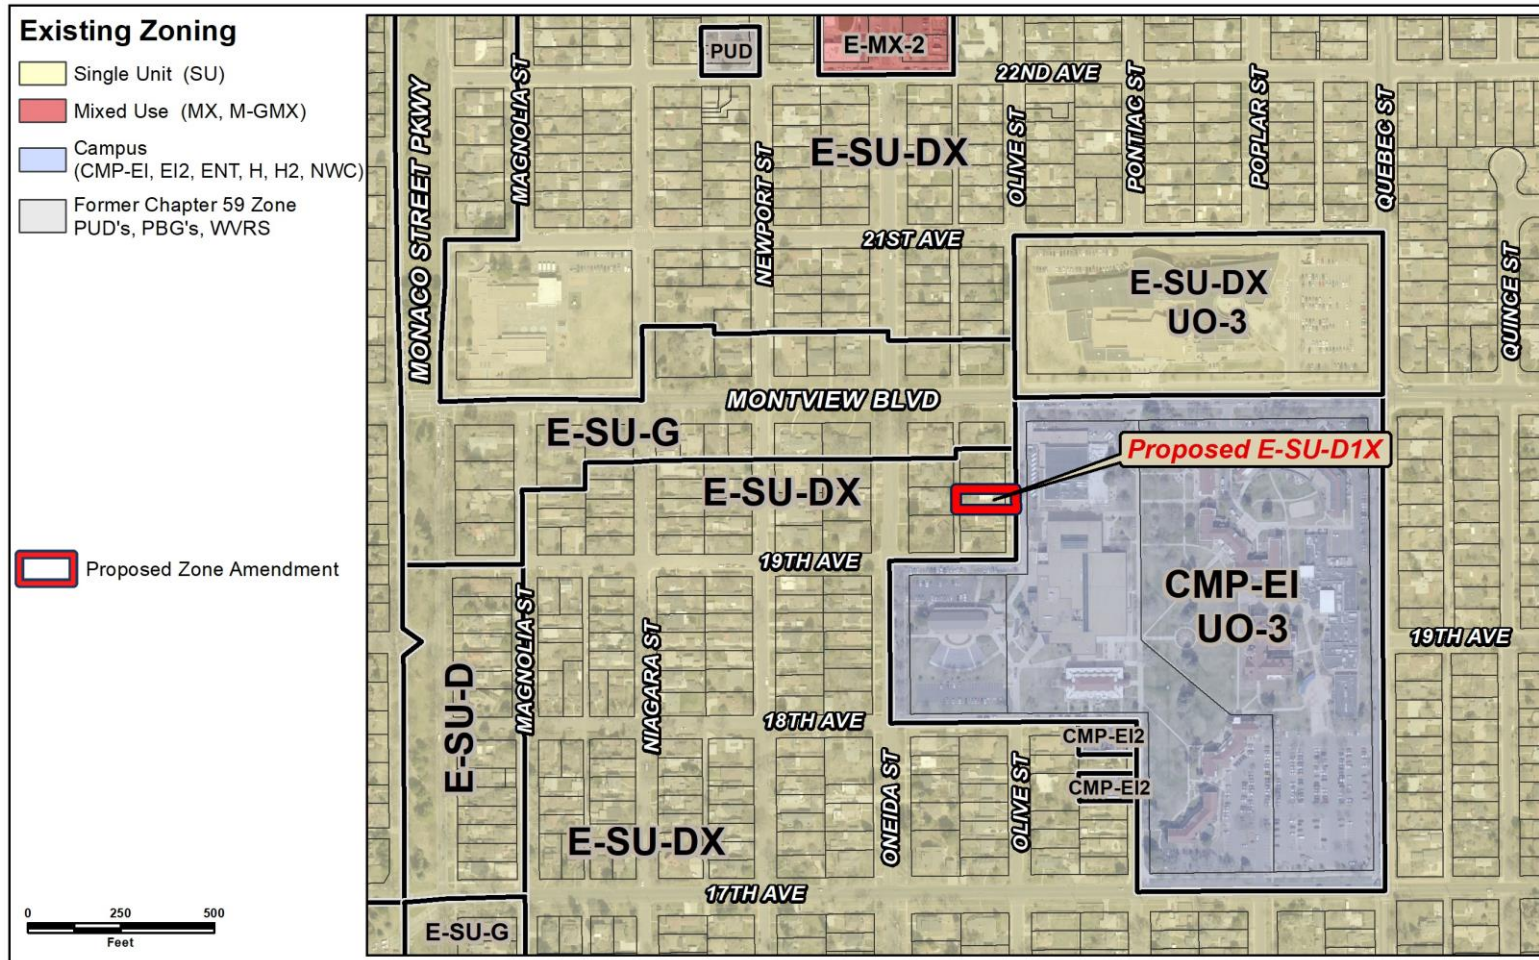 Existing Zoning
Single Unit (SU)
Mixed Use (MX, M-GMX)
Campus
(CMP-EI, EI2, ENT, H, H2, NWC)
Former Chapter 59 Zone
PUD's, PBG's, WVRS
Proposed Zone Amendment
0 250 500
Feet
PUD
E-MX-2
22ND AVE
MONACO STREET PKWY
MAGNOLIA ST
NEWPORT ST
E-SU-DX
OLIVE ST
PONTIAC ST
POPLAR ST
QUEBEC ST
21ST AVE
E-SU-DX
UO-3
QUINCE ST
MONTVIEW BLVD
E-SU-G
Proposed E-SU-D1X
E-SU-DX
19TH AVE
CMP-EI
UO-3
19TH AVE
MAGNOLIA ST
NIAGARA ST
E-SU-D
18TH AVE
CMP-EI2
CMP-EI2
ONEIDA ST
OLIVE ST
E-SU-DX
17TH AVE
E-SU-G